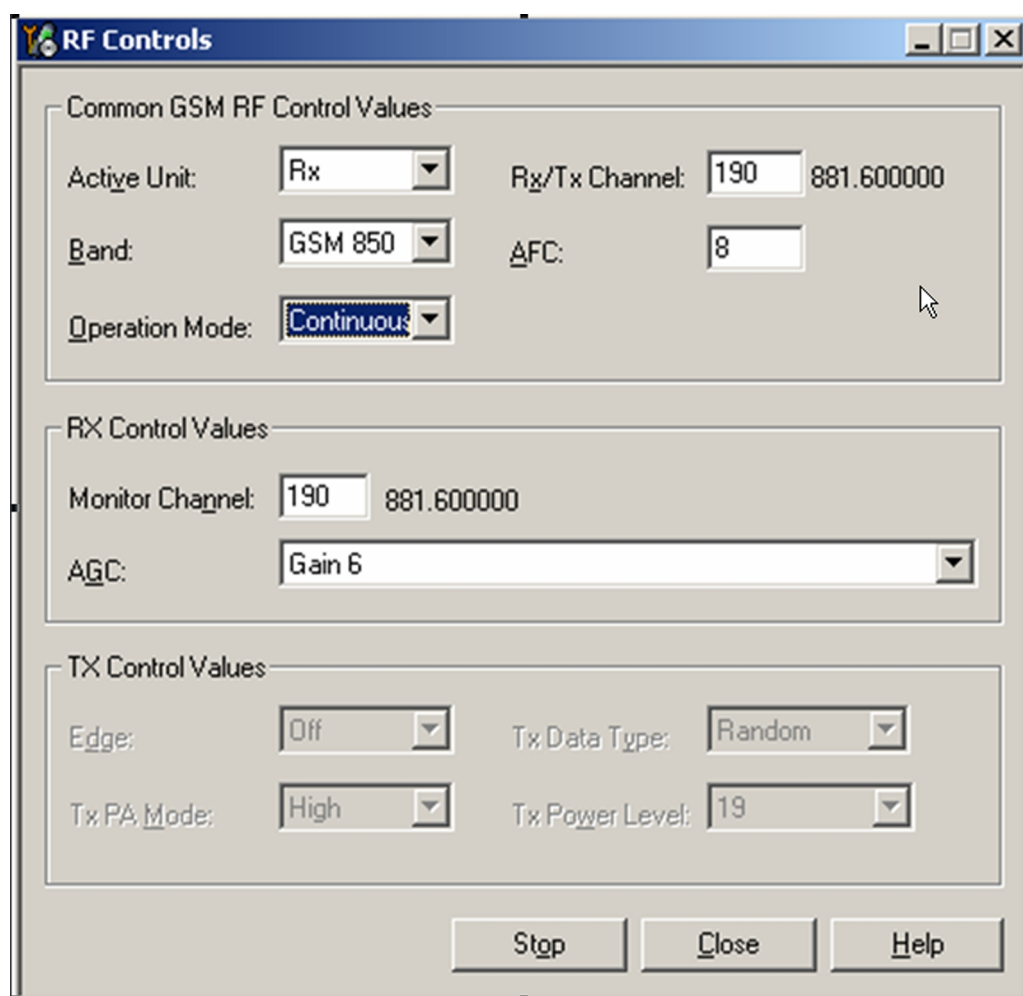 RF Controls
Common GSM RF Control Values
Active Unit: Rx Rx/Tx Channel: 190 881.600000
Band: GSM 850 AFC: 8
Operation Mode: Continuous
RX Control Values
Monitor Channel: 190 881.600000
AGC: Gain 6
TX Control Values
Edge: Off Tx Data Type: Random
Tx PA Mode: High Tx Power Level: 19
Stop Close Help